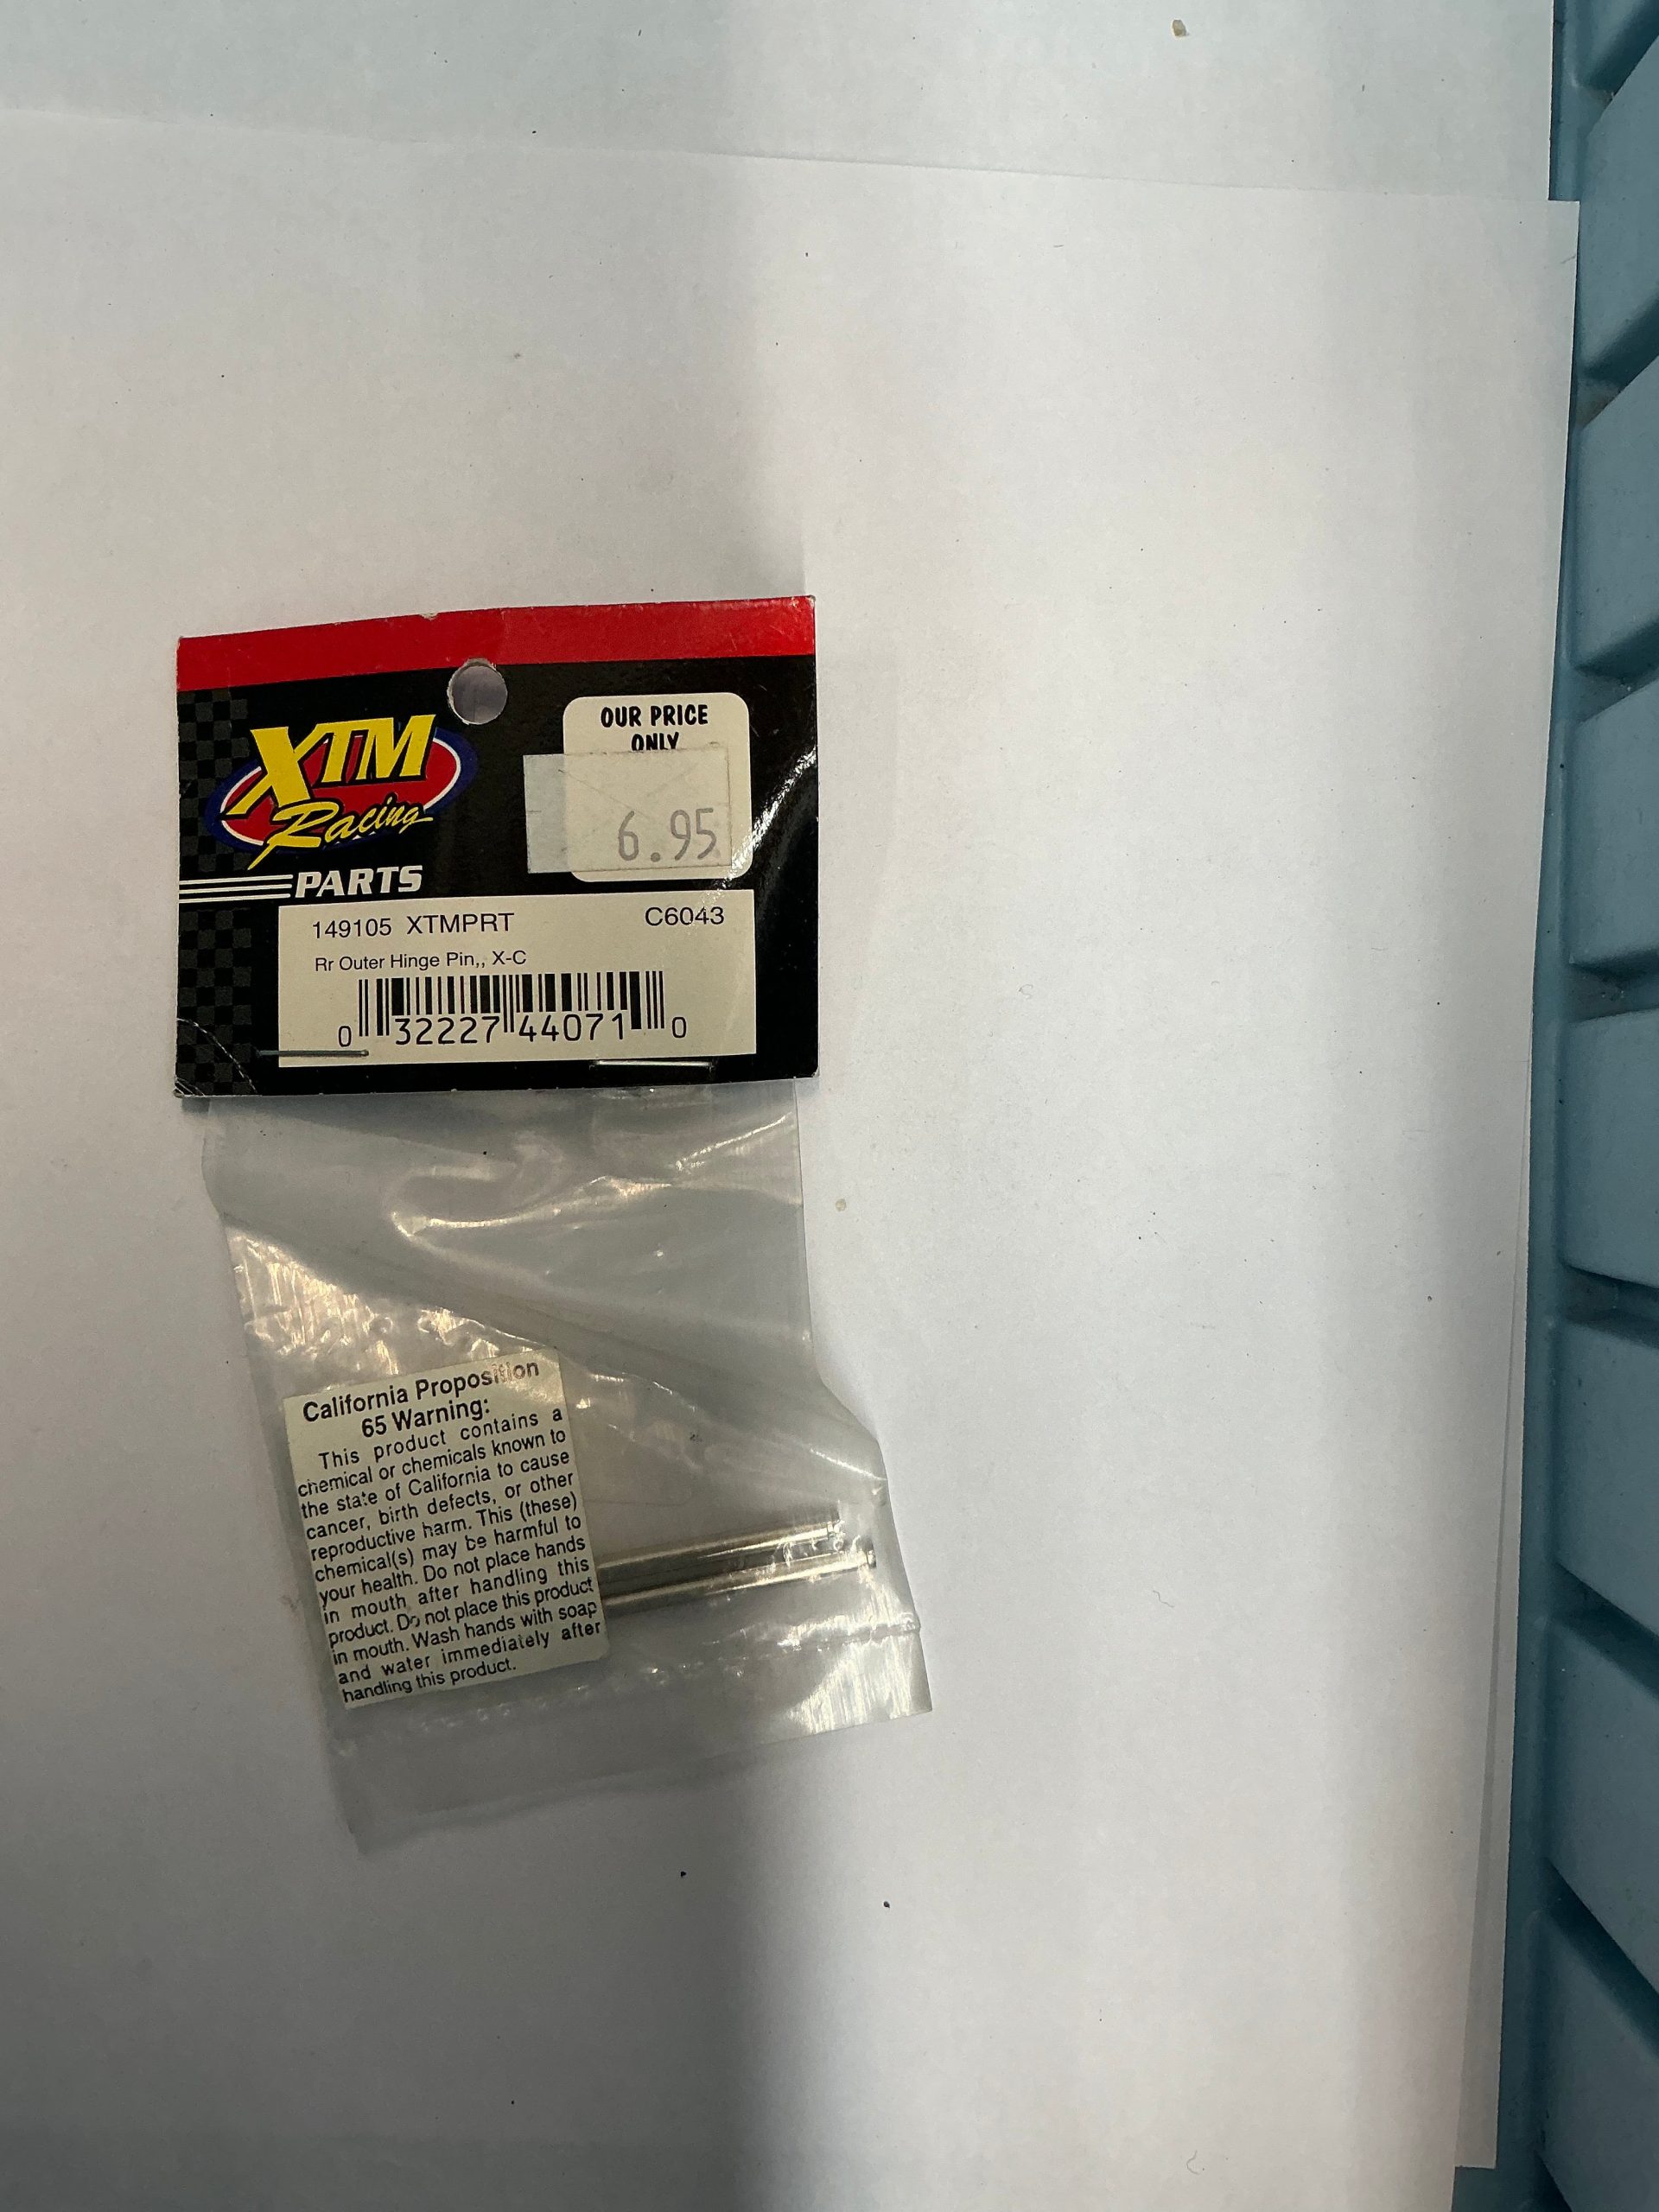 XTM
Racing
PARTS
OUR PRICE
ONLY
6.95
149105 XTMPRT C6043
Rr Outer Hinge Pin,, X-C
0 32227 44071 0
California Proposition
65 Warning:
This product contains a
chemical or chemicals known to
the state of California to cause
cancer, birth defects, or other
reproductive harm. This (these)
chemical(s) may be harmful to
your health. Do not place hands
in mouth after handling this
product. Do not place this product
in mouth. Wash hands with soap
and water immediately after
handling this product.